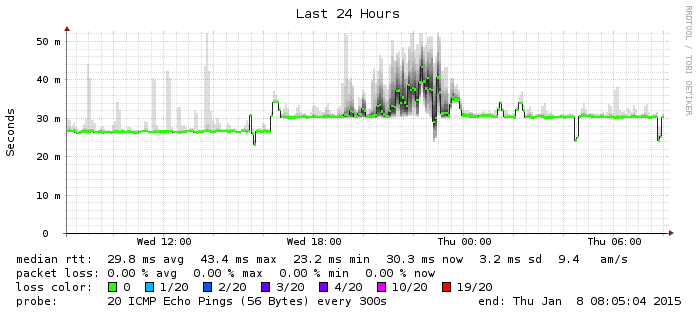 Last 24 Hours
RRDTOOL / TOBI OETIKER
Seconds
50 m
40 m
30 m
20 m
10 m
0
Wed 12:00 Wed 18:00 Thu 00:00 Thu 06:00
median rtt: 29.8 ms avg 43.4 ms max 23.2 ms min 30.3 ms now 3.2 ms sd 9.4 am/s
packet loss: 0.00 % avg 0.00 % max 0.00 % min 0.00 % now
loss color: 0 1/20 2/20 3/20 4/20 10/20 19/20
probe: 20 ICMP Echo Pings (56 Bytes) every 300s end: Thu Jan 8 08:05:04 2015